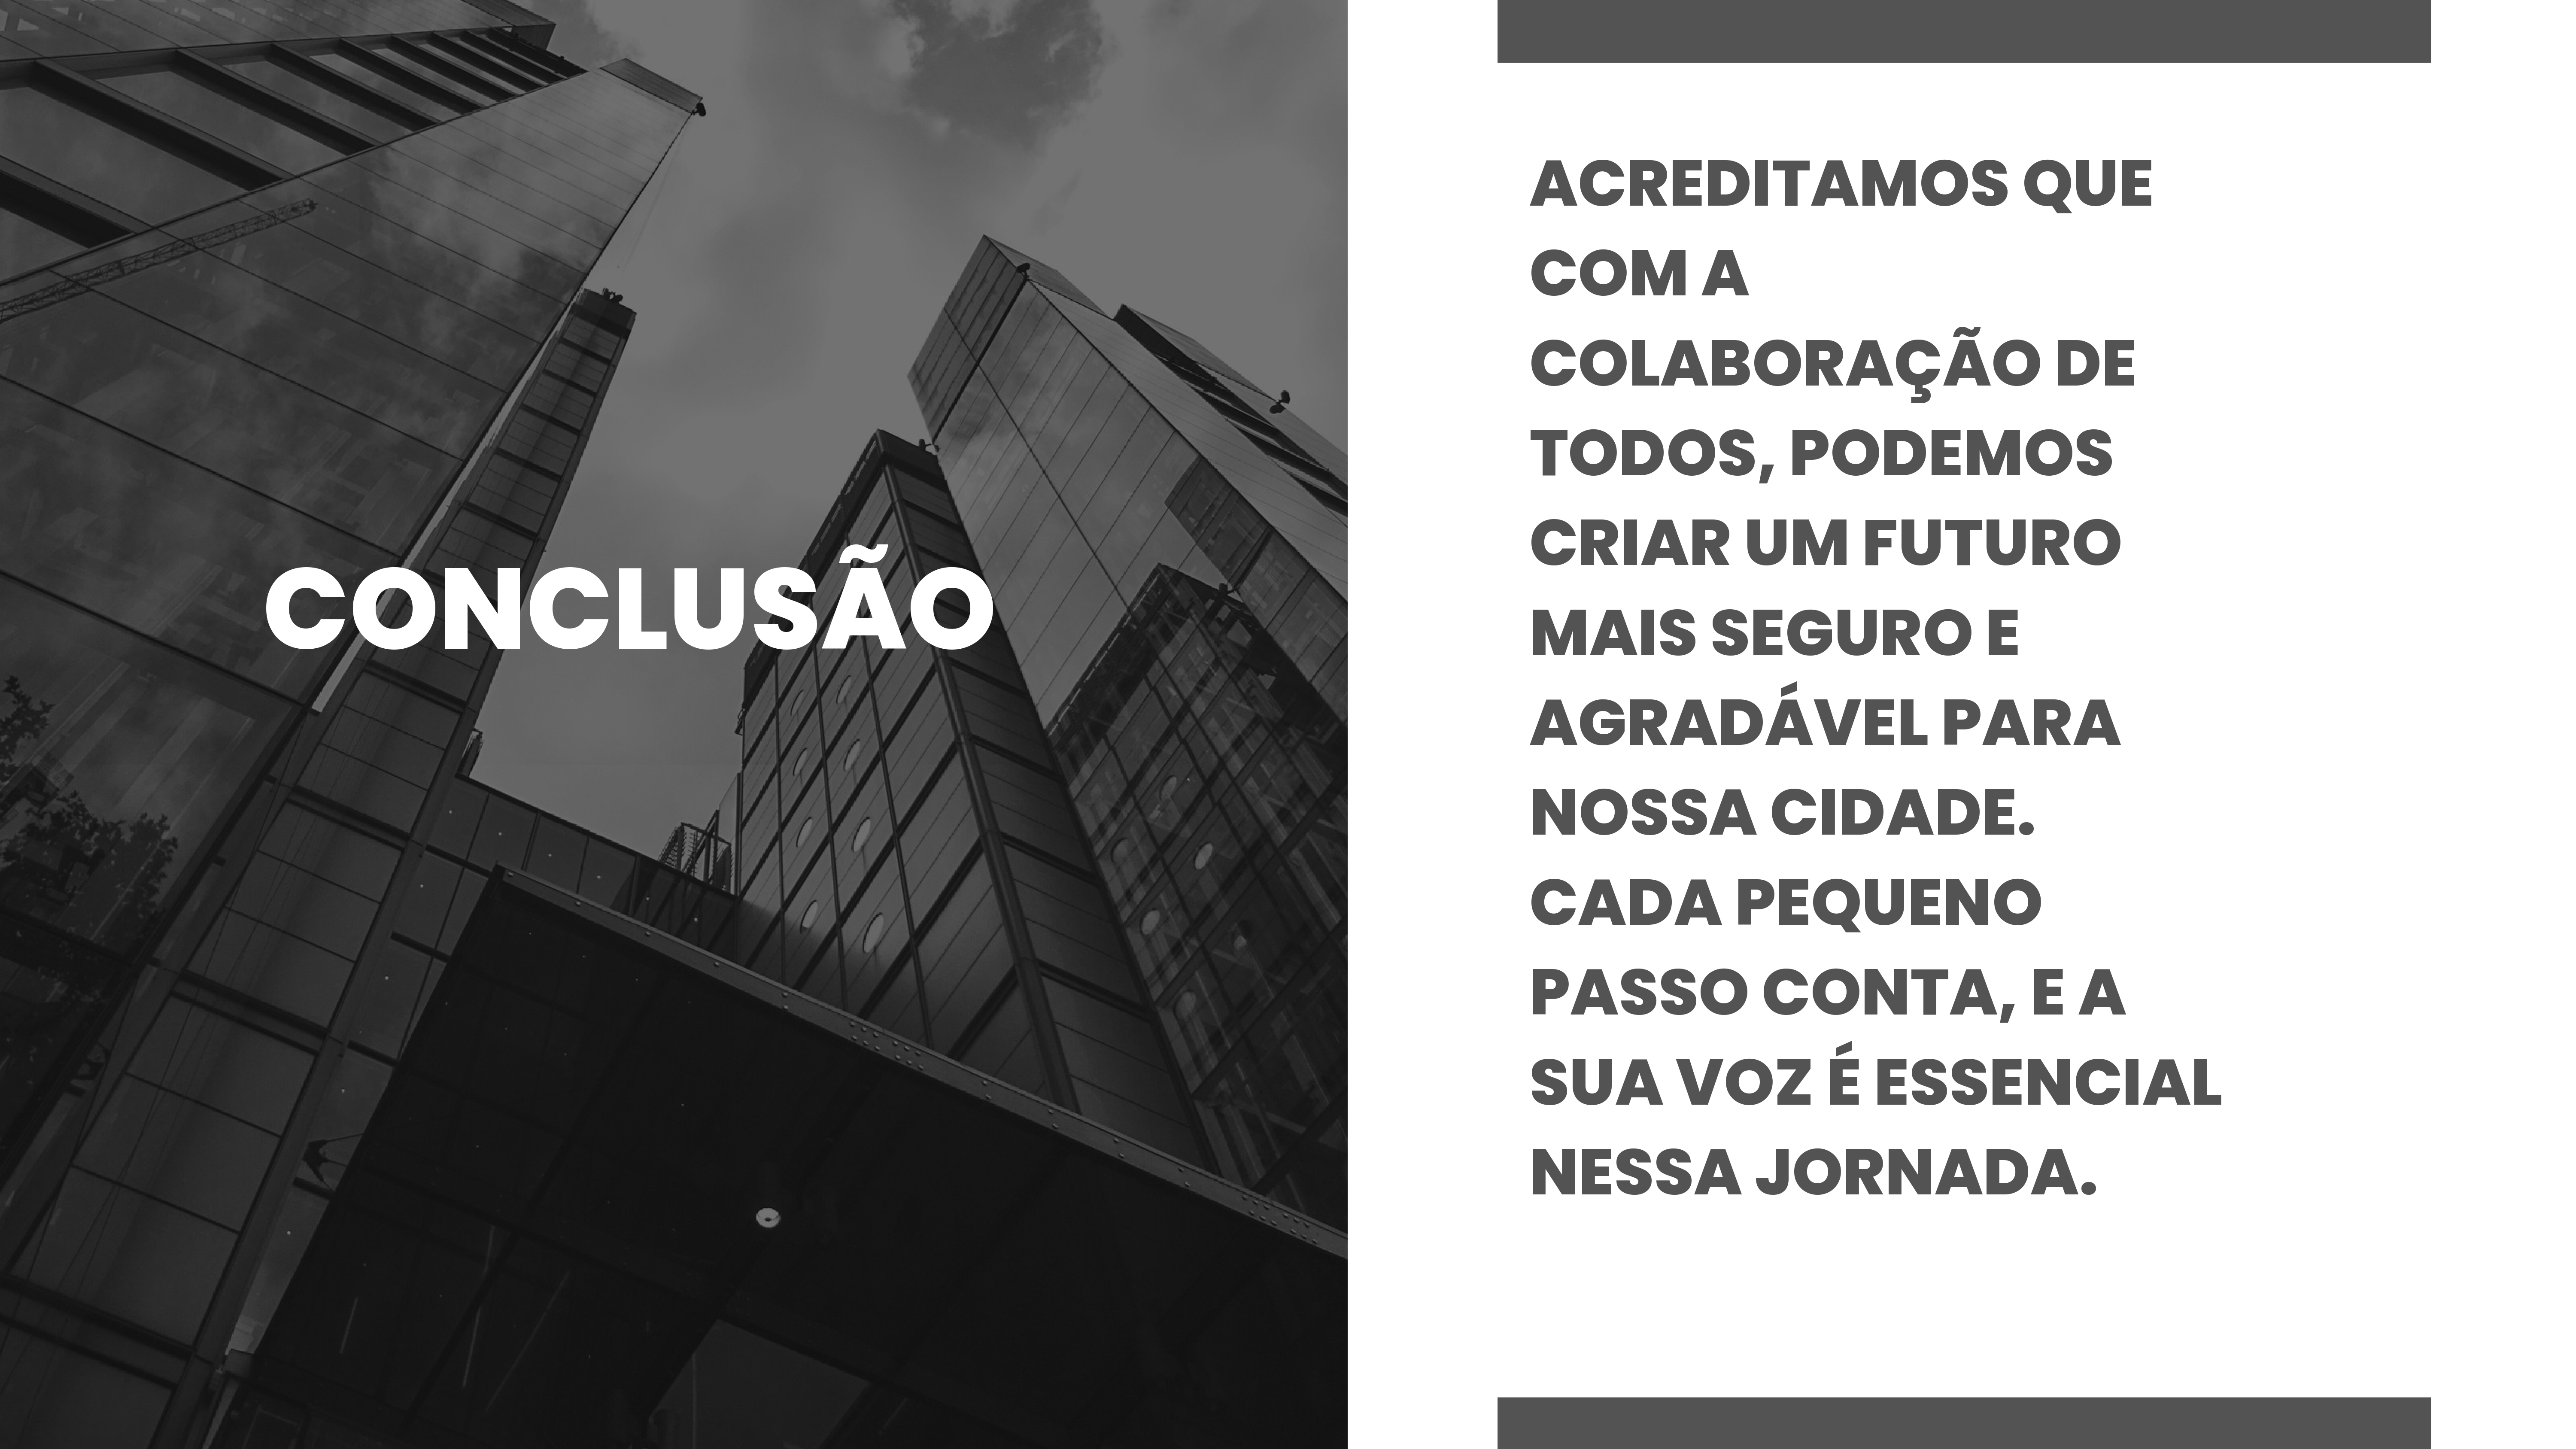 CONCLUSÃO
ACREDITAMOS QUE
COM A
COLABORAÇÃO DE
TODOS, PODEMOS
CRIAR UM FUTURO
MAIS SEGURO E
AGRADÁVEL PARA
NOSSA CIDADE.
CADA PEQUENO
PASSO CONTA, E A
SUA VOZ É ESSENCIAL
NESSA JORNADA.